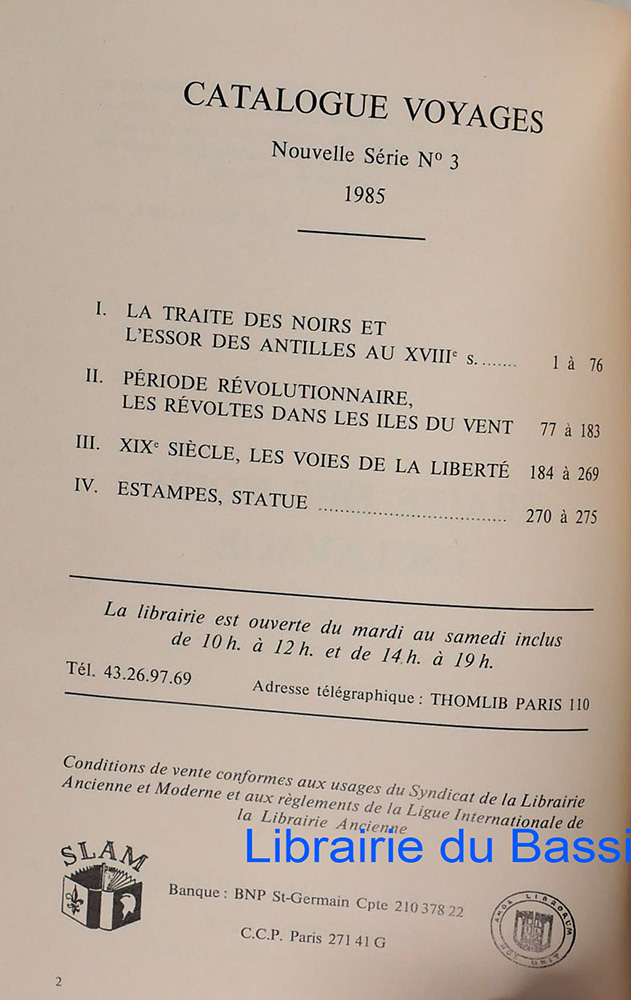 CATALOGUE VOYAGES
Nouvelle Série Nº 3
1985
I. LA TRAITE DES NOIRS ET
L'ESSOR DES ANTILLES AU XVIIIᵉ s. ....... 1 à 76
II. PÉRIODE RÉVOLUTIONNAIRE,
LES RÉVOLTES DANS LES ILES DU VENT 77 à 183
III. XIXᵉ SIÈCLE, LES VOIES DE LA LIBERTÉ 184 à 269
IV. ESTAMPES, STATUE .................................. 270 à 275
La librairie est ouverte du mardi au samedi inclus
de 10 h. à 12 h. et de 14 h. à 19 h.
Tél. 43.26.97.69 Adresse télégraphique : THOMLIB PARIS 110
Conditions de vente conformes aux usages du Syndicat de la Librairie
Ancienne et Moderne et aux règlements de la Ligue Internationale de
la Librairie Ancienne
Librairie du Bassi
SLAM
Banque : BNP St-Germain Cpte 210 378 22
C.C.P. Paris 271 41 G
AMOR LIBRORUM
NOS UNIT
2